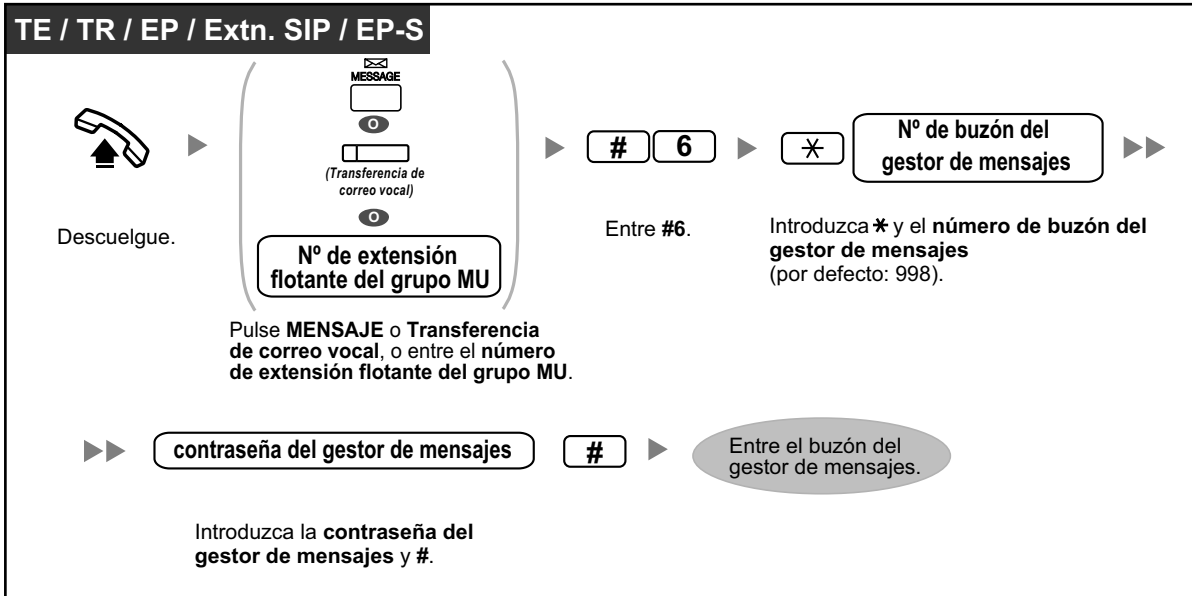 TE / TR / EP / Extn. SIP / EP-S
MESSAGE
O
(Transferencia de
correo vocal)
O
Nº de extensión
flotante del grupo MU
# 6
* Nº de buzón del
gestor de mensajes
Descuelgue.
Pulse MENSAJE o Transferencia
de correo vocal, o entre el número
de extensión flotante del grupo MU.
Entre #6.
Introduzca * y el número de buzón del
gestor de mensajes
(por defecto: 998).
contraseña del gestor de mensajes #
Entre el buzón del
gestor de mensajes.
Introduzca la contraseña del
gestor de mensajes y #.